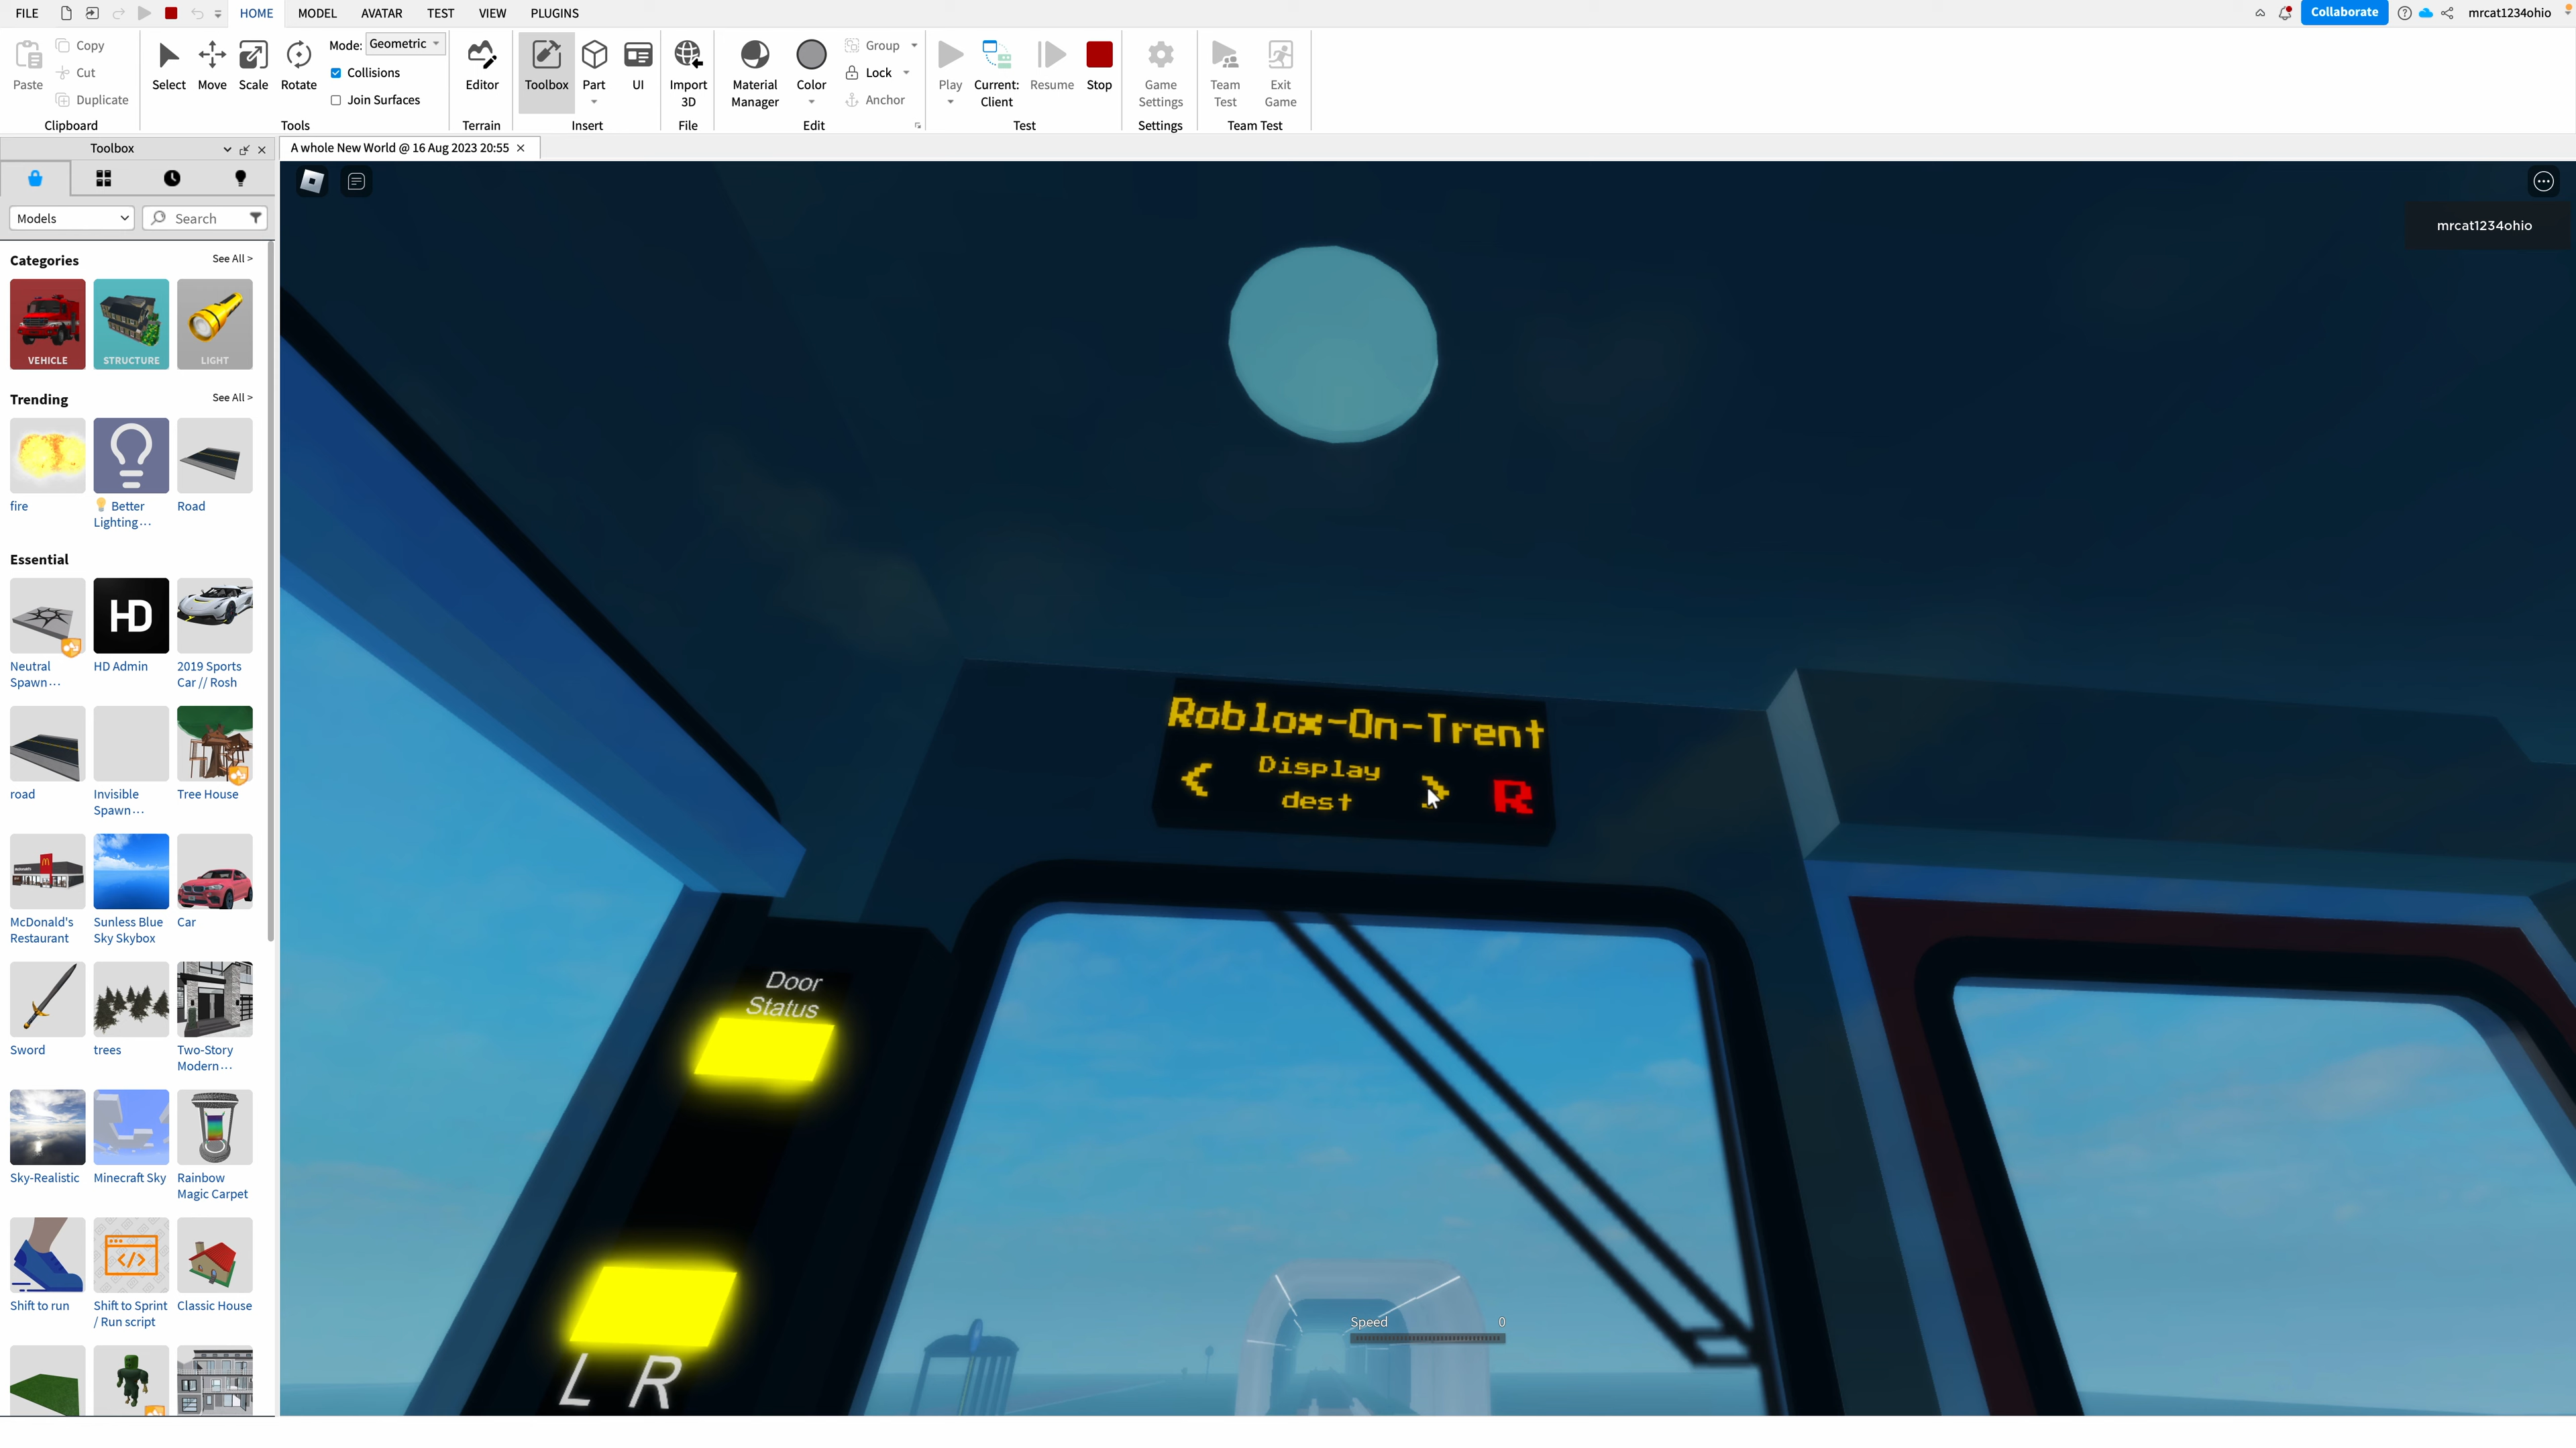 FILE
HOME MODEL AVATAR TEST VIEW PLUGINS
Collaborate
mrcat1234ohio
Paste
Copy
Cut
Duplicate
Clipboard
Select
Move
Scale
Rotate
Mode: Geometric
Collisions
Join Surfaces
Tools
Editor
Terrain
Toolbox
Part
UI
Insert
Import
3D
File
Material
Manager
Color
Group
Lock
Anchor
Edit
Play
Current:
Client
Resume
Stop
Test
Game
Settings
Settings
Team
Test
Exit
Game
Team Test
Toolbox
A whole New World @ 16 Aug 2023 20:55
Models
Search
Categories
See All >
VEHICLE
STRUCTURE
LIGHT
Trending
See All >
fire
Better
Lighting...
Road
Essential
Neutral
Spawn...
HD
HD Admin
2019 Sports
Car // Rosh
road
Invisible
Spawn...
Tree House
McDonald's
Restaurant
Sunless Blue
Sky Skybox
Car
Sword
trees
Two-Story
Modern...
Sky-Realistic
Minecraft Sky
Rainbow
Magic Carpet
</>
Shift to run
Shift to Sprint
/ Run script
Classic House
mrcat1234ohio
Roblox-On-Trent
< Display > R
dest
Door
Status
L R
Speed 0